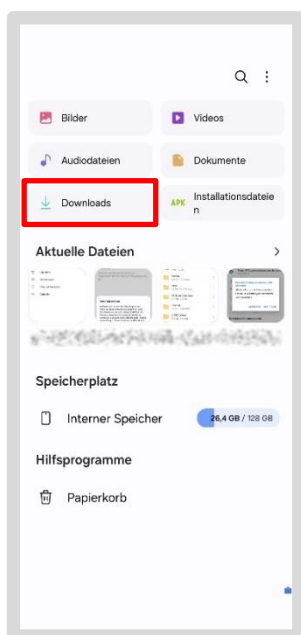 Bilder
Videos
Audiodateien
Dokumente
Downloads
APK
Installationsdateie
n
Aktuelle Dateien
Speicherplatz
Interner Speicher
26,4 GB / 128 GB
Hilfsprogramme
Papierkorb